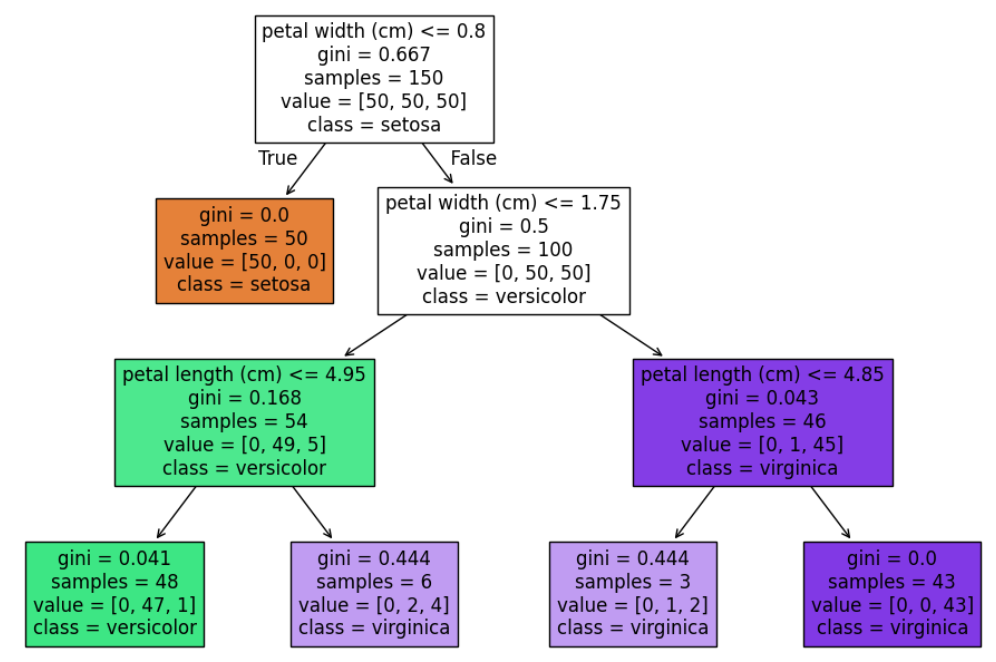 petal width (cm) <= 0.8
gini = 0.667
samples = 150
value = [50, 50, 50]
class = setosa
True
False
gini = 0.0
samples = 50
value = [50, 0, 0]
class = setosa
petal width (cm) <= 1.75
gini = 0.5
samples = 100
value = [0, 50, 50]
class = versicolor
petal length (cm) <= 4.95
gini = 0.168
samples = 54
value = [0, 49, 5]
class = versicolor
petal length (cm) <= 4.85
gini = 0.043
samples = 46
value = [0, 1, 45]
class = virginica
gini = 0.041
samples = 48
value = [0, 47, 1]
class = versicolor
gini = 0.444
samples = 6
value = [0, 2, 4]
class = virginica
gini = 0.444
samples = 3
value = [0, 1, 2]
class = virginica
gini = 0.0
samples = 43
value = [0, 0, 43]
class = virginica